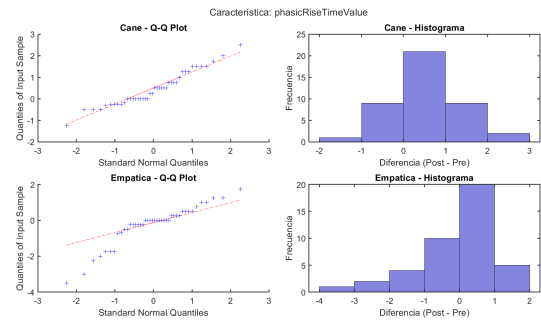 Característica: phasicRiseTimeValue
Cane - Q-Q Plot
Quantiles of Input Sample
3
2
1
0
-1
-2
-3 -2 -1 0 1 2 3
Standard Normal Quantiles
Cane - Histograma
Frecuencia
25
20
15
10
5
0
-2 -1 0 1 2 3
Diferencia (Post - Pre)
Empatica - Q-Q Plot
Quantiles of Input Sample
2
0
-2
-4
-3 -2 -1 0 1 2 3
Standard Normal Quantiles
Empatica - Histograma
Frecuencia
20
15
10
5
0
-4 -3 -2 -1 0 1 2
Diferencia (Post - Pre)